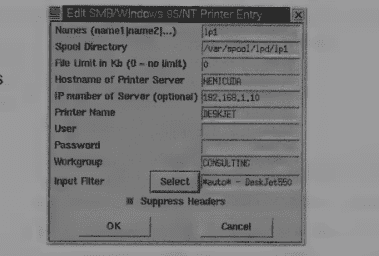 Edit SMB/Windows 95/NT Printer Entry
Names (name1|name2|...) lp1
Spool Directory /var/spool/lpd/lp1
File Limit in Kb (0 = no limit) 0
Hostname of Printer Server HEMICUDA
IP number of Server (optional) 192.168.1.10
Printer Name DESKJET
User
Password
Workgroup CONSULTING
Input Filter Select *auto* - DeskJet550
Suppress Headers
OK Cancel